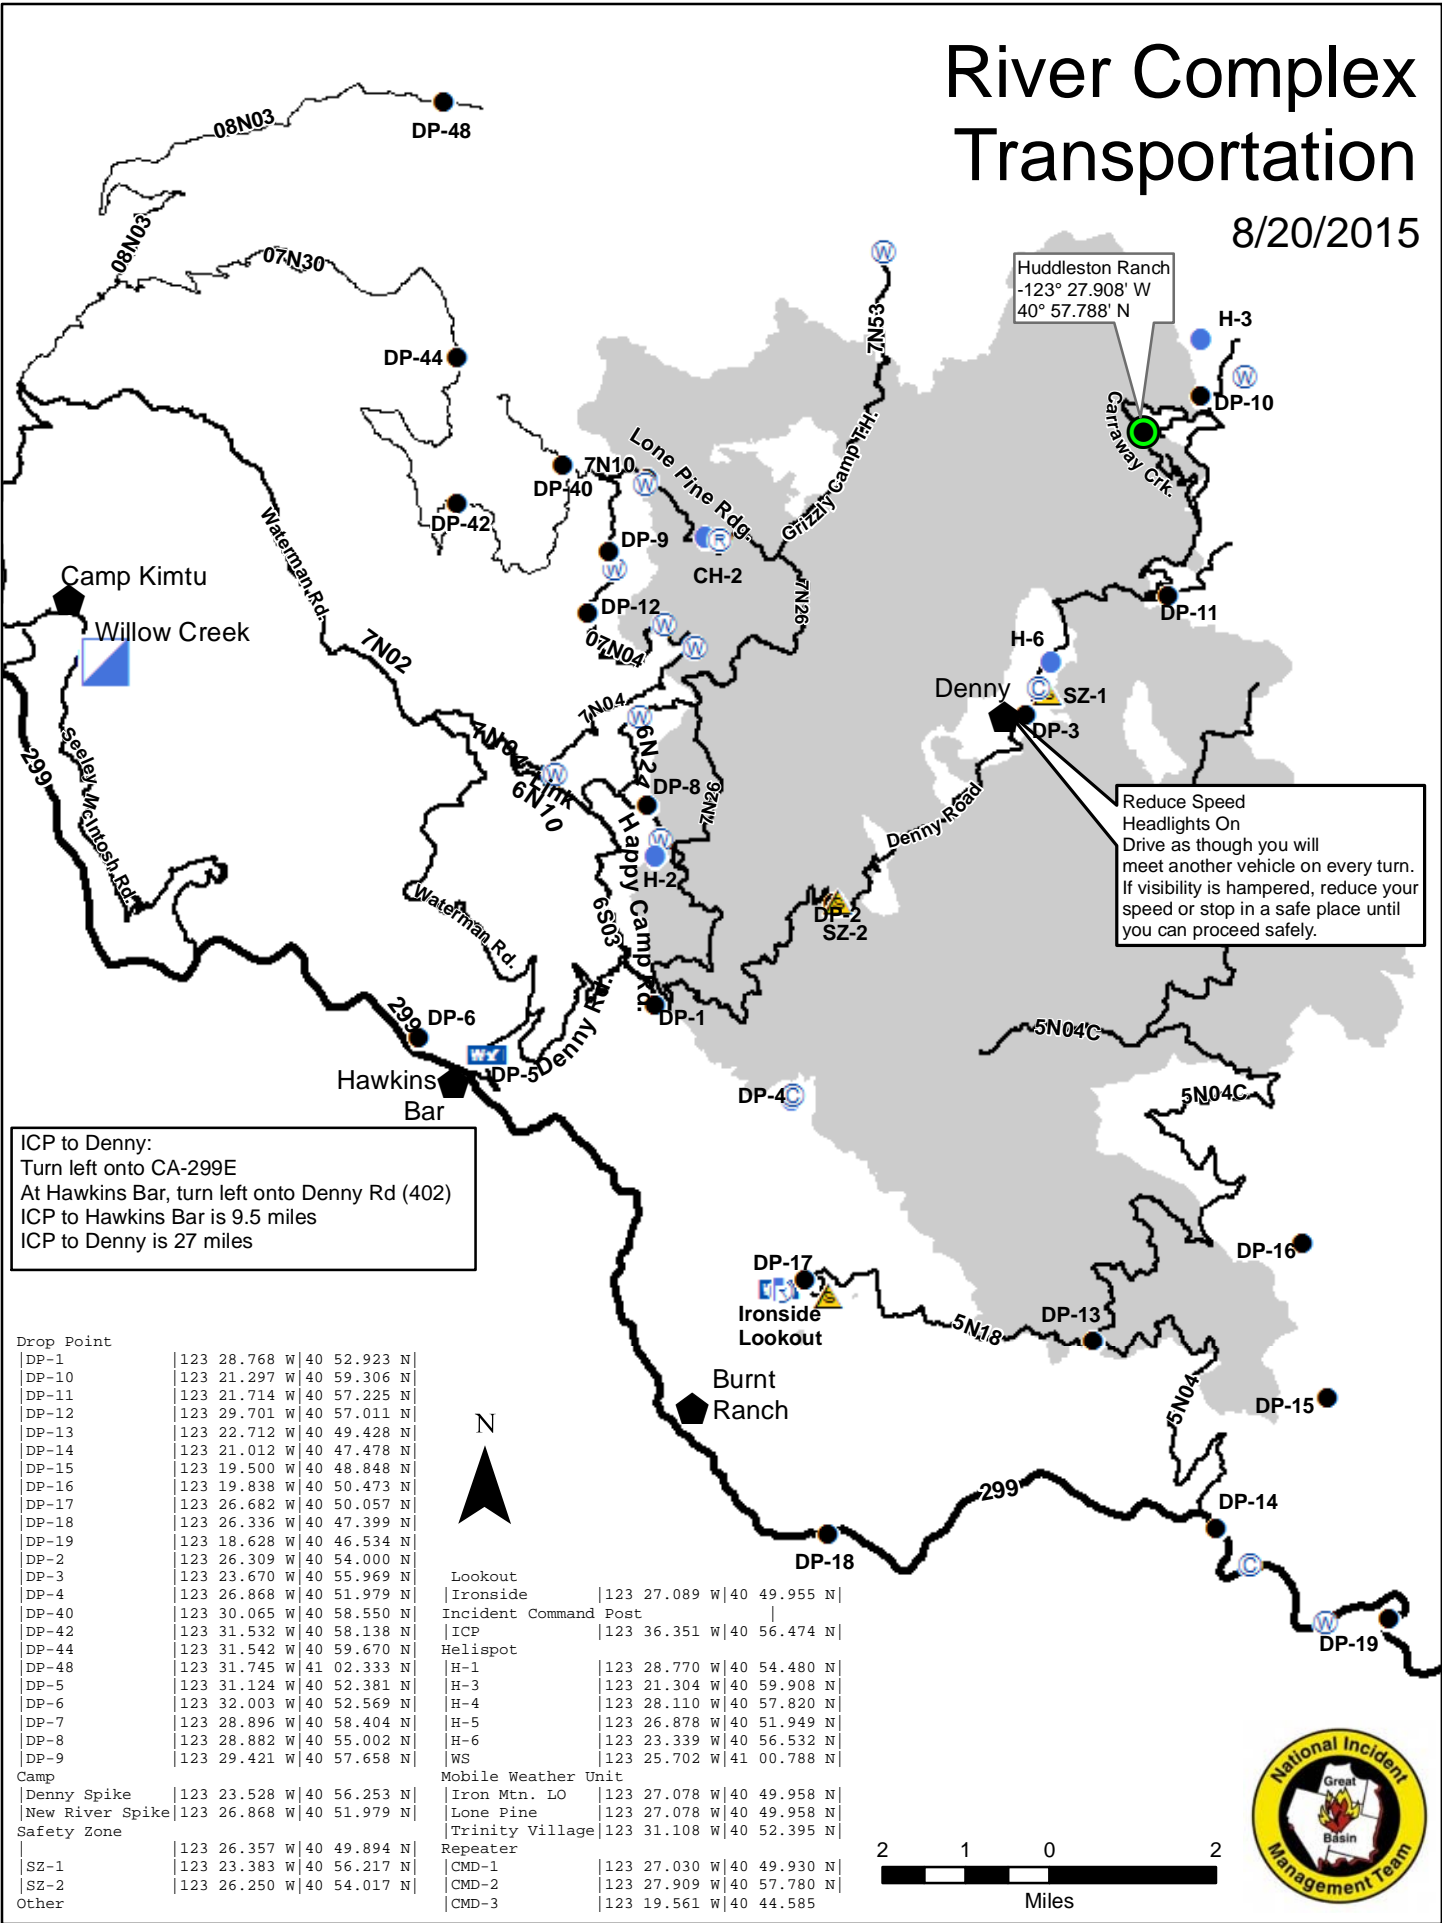 River Complex
Transportation
8/20/2015
08N03
DP-48
08N03
07N30
Huddleston Ranch
-123° 27.908' W
40° 57.788' N
H-3
W
7N53
DP-44
W
DP-10
Carraway Crk.
Grizzly Camp T.H.
Lone Pine Rdg.
7N10
DP-40
W
DP-42
DP-9
R
CH-2
W
Waterman Rd.
Camp Kimtu
Willow Creek
7N26
DP-11
DP-12
W
07N04
W
7N02
H-6
Denny
C
S
SZ-1
DP-3
7N04
W
6N24
7N04 Link
W
6N10
DP-8
7N26
299
Seeley-McIntosh Rd.
W
H-2
Happy Camp Rd.
6S03
Denny Road
Reduce Speed
Headlights On
Drive as though you will
meet another vehicle on every turn.
If visibility is hampered, reduce your
speed or stop in a safe place until
you can proceed safely.
S
DP-2
SZ-2
Waterman Rd.
299
DP-6
DP-1
Denny Rd.
DP-5
Hawkins
Bar
5N04C
5N04C
DP-4
C
ICP to Denny:
Turn left onto CA-299E
At Hawkins Bar, turn left onto Denny Rd (402)
ICP to Hawkins Bar is 9.5 miles
ICP to Denny is 27 miles
DP-16
DP-17
S
Ironside
Lookout
5N18
DP-13
5N04
DP-15
Burnt
Ranch
N
299
DP-14
DP-18
C
W
DP-19
Drop Point
|DP-1 |123 28.768 W|40 52.923 N|
|DP-10 |123 21.297 W|40 59.306 N|
|DP-11 |123 21.714 W|40 57.225 N|
|DP-12 |123 29.701 W|40 57.011 N|
|DP-13 |123 22.712 W|40 49.428 N|
|DP-14 |123 21.012 W|40 47.478 N|
|DP-15 |123 19.500 W|40 48.848 N|
|DP-16 |123 19.838 W|40 50.473 N|
|DP-17 |123 26.682 W|40 50.057 N|
|DP-18 |123 26.336 W|40 47.399 N|
|DP-19 |123 18.628 W|40 46.534 N|
|DP-2 |123 26.309 W|40 54.000 N|
|DP-3 |123 23.670 W|40 55.969 N|
|DP-4 |123 26.868 W|40 51.979 N|
|DP-40 |123 30.065 W|40 58.550 N|
|DP-42 |123 31.532 W|40 58.138 N|
|DP-44 |123 31.542 W|40 59.670 N|
|DP-48 |123 31.745 W|41 02.333 N|
|DP-5 |123 31.124 W|40 52.381 N|
|DP-6 |123 32.003 W|40 52.569 N|
|DP-7 |123 28.896 W|40 58.404 N|
|DP-8 |123 28.882 W|40 55.002 N|
|DP-9 |123 29.421 W|40 57.658 N|
Camp
|Denny Spike |123 23.528 W|40 56.253 N|
|New River Spike|123 26.868 W|40 51.979 N|
Safety Zone
| |123 26.357 W|40 49.894 N|
|SZ-1 |123 23.383 W|40 56.217 N|
|SZ-2 |123 26.250 W|40 54.017 N|
Other
Lookout
|Ironside |123 27.089 W|40 49.955 N|
Incident Command Post |
|ICP |123 36.351 W|40 56.474 N|
Helispot
|H-1 |123 28.770 W|40 54.480 N|
|H-3 |123 21.304 W|40 59.908 N|
|H-4 |123 28.110 W|40 57.820 N|
|H-5 |123 26.878 W|40 51.949 N|
|H-6 |123 23.339 W|40 56.532 N|
|WS |123 25.702 W|41 00.788 N|
Mobile Weather Unit
|Iron Mtn. LO |123 27.078 W|40 49.958 N|
|Lone Pine |123 27.078 W|40 49.958 N|
|Trinity Village|123 31.108 W|40 52.395 N|
Repeater
|CMD-1 |123 27.030 W|40 49.930 N|
|CMD-2 |123 27.909 W|40 57.780 N|
|CMD-3 |123 19.561 W|40 44.585
2 1 0 2
Miles
National Incident
Great
Basin
Management Team